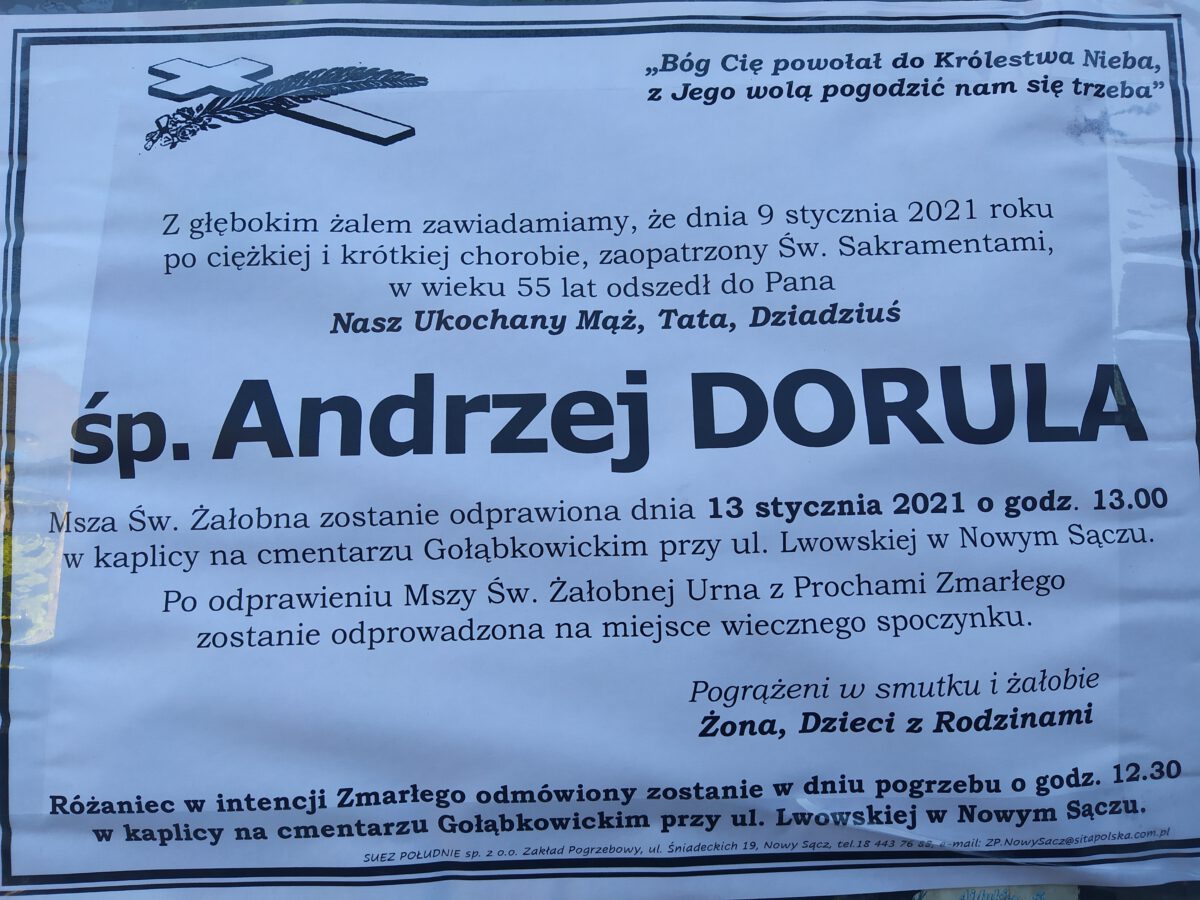 „Bóg Cię powołał do Królestwa Nieba,
z Jego wolą pogodzić nam się trzeba”
Z głębokim żalem zawiadamiamy, że dnia 9 stycznia 2021 roku
po ciężkiej i krótkiej chorobie, zaopatrzony Św. Sakramentami,
w wieku 55 lat odszedł do Pana
Nasz Ukochany Mąż, Tata, Dziadziuś
śp. Andrzej DORULA
Msza Św. Żałobna zostanie odprawiona dnia 13 stycznia 2021 o godz. 13.00
w kaplicy na cmentarzu Gołąbkowickim przy ul. Lwowskiej w Nowym Sączu.
Po odprawieniu Mszy Św. Żałobnej Urna z Prochami Zmarłego
zostanie odprowadzona na miejsce wiecznego spoczynku.
Pogrążeni w smutku i żałobie
Żona, Dzieci z Rodzinami
Różaniec w intencji Zmarłego odmówiony zostanie w dniu pogrzebu o godz. 12.30
w kaplicy na cmentarzu Gołąbkowickim przy ul. Lwowskiej w Nowym Sączu.
SUEZ POŁUDNIE sp. z o.o. Zakład Pogrzebowy, ul. Śniadeckich 19, Nowy Sącz, tel.18 443 76 e-mail: ZP.NowySacz@sitapolska.com.pl